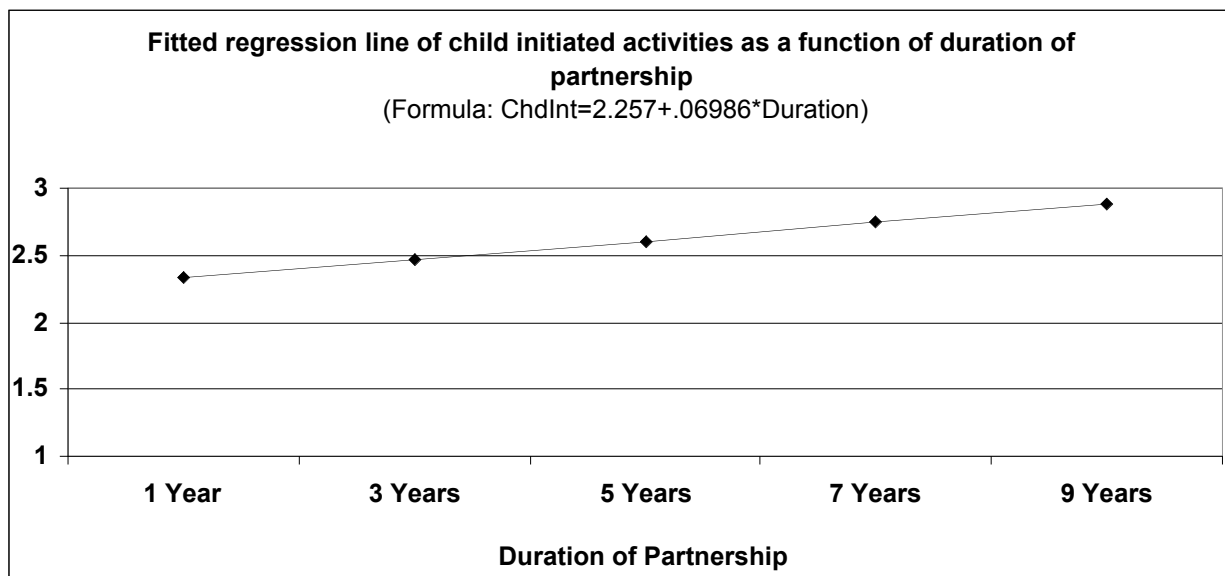 Fitted regression line of child initiated activities as a function of duration of
partnership
(Formula: ChdInt=2.257+.06986*Duration)
3
2.5
2
1.5
1
1 Year
3 Years
5 Years
7 Years
9 Years
Duration of Partnership